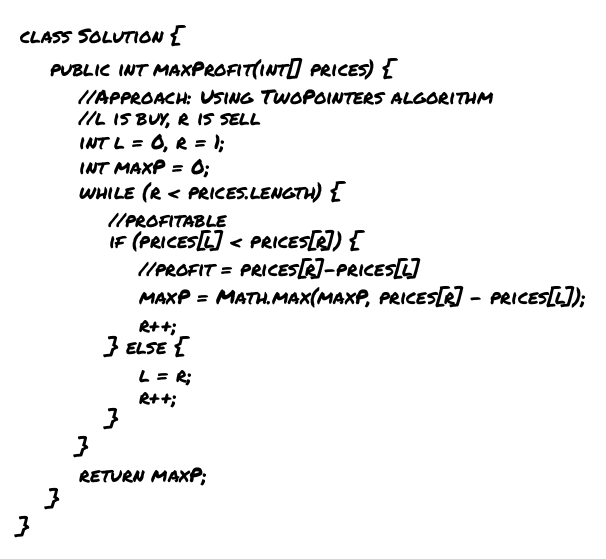 class Solution {
public int maxProfit(int[] prices) {
//Approach: Using TwoPointers algorithm
//l is buy, r is sell
int l = 0, r = 1;
int maxP = 0;
while (r < prices.length) {
//profitable
if (prices[l] < prices[r]) {
//profit = prices[r]-prices[l]
maxP = Math.max(maxP, prices[r] - prices[l]);
r++;
} else {
l = r;
r++;
}
}
return maxP;
}
}